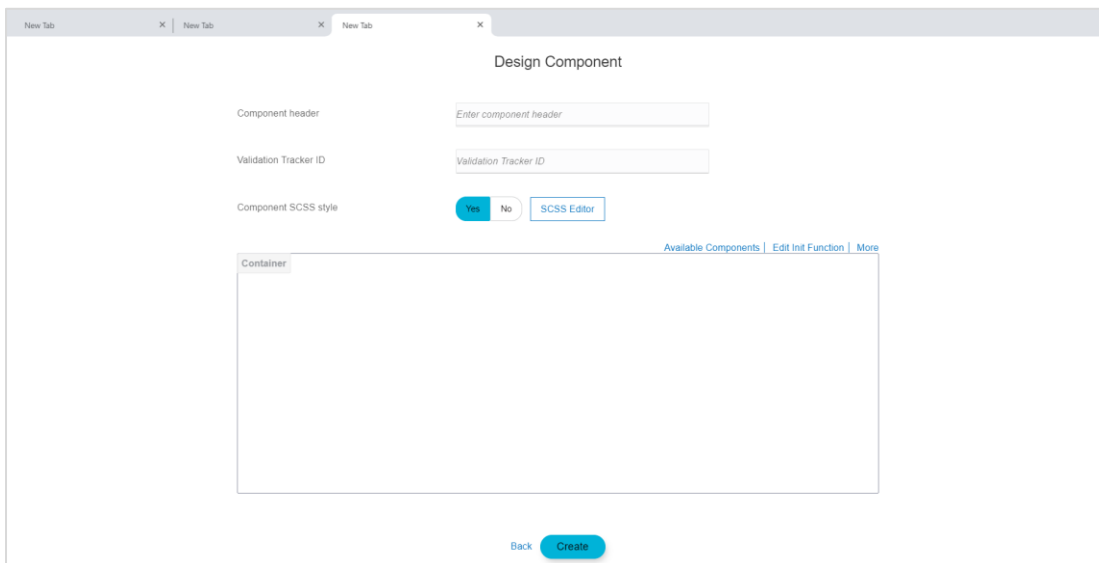 New Tab New Tab New Tab
Design Component
Component header Enter component header
Validation Tracker ID Validation Tracker ID
Component SCSS style Yes No SCSS Editor
Available Components | Edit Init Function | More
Container
Back Create